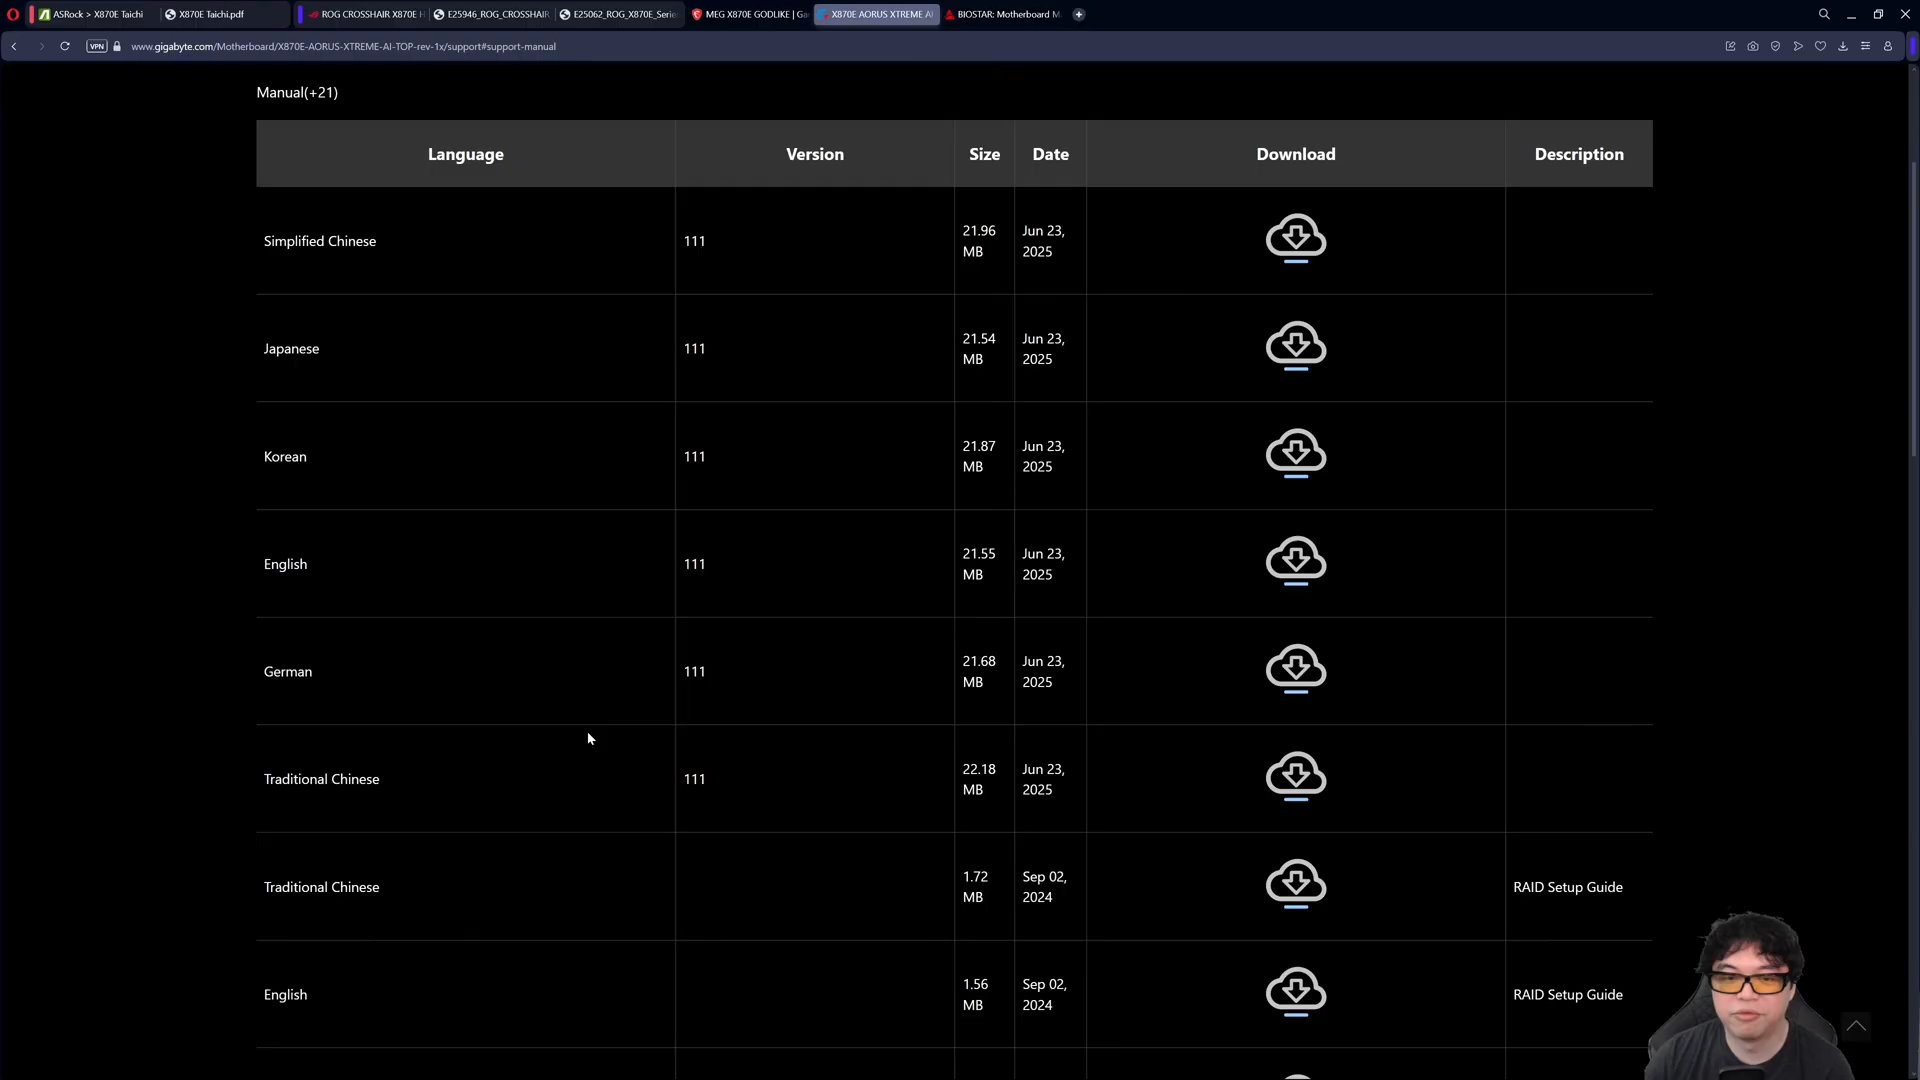 ASRock > X870E Taichi
X870E Taichi.pdf
ROG CROSSHAIR X870E H
E25946_ROG_CROSSHAIR
E25062_ROG_X870E_Serie
MEG X870E GODLIKE | Ga
X870E AORUS XTREME AI
BIOSTAR: Motherboard M
VPN
www.gigabyte.com/Motherboard/X870E-AORUS-XTREME-AI-TOP-rev-1x/support#support-manual
Manual(+21)
Language Version Size Date Download Description
Simplified Chinese 111 21.96 MB Jun 23, 2025
Japanese 111 21.54 MB Jun 23, 2025
Korean 111 21.87 MB Jun 23, 2025
English 111 21.55 MB Jun 23, 2025
German 111 21.68 MB Jun 23, 2025
Traditional Chinese 111 22.18 MB Jun 23, 2025
Traditional Chinese 1.72 MB Sep 02, 2024 RAID Setup Guide
English 1.56 MB Sep 02, 2024 RAID Setup Guide